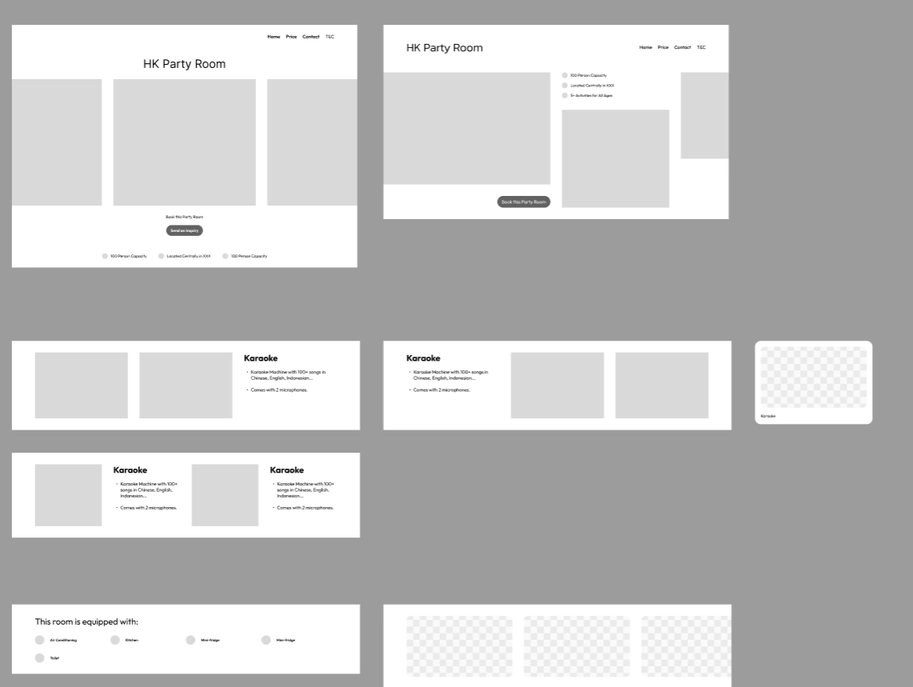 Home Price Contact T&C
HK Party Room
Book this Party Room
Send an Inquiry
100 Person Capacity Located Centrally in XXX 100 Person Capacity
HK Party Room
Home Price Contact T&C
100 Person Capacity
Located Centrally in XXX
5+ Activities for All Ages
Book this Party Room
Karaoke
Karaoke Machine with 100+ songs in
Chinese, English, Indonesian...
Comes with 2 microphones.
Karaoke
Karaoke Machine with 100+ songs in
Chinese, English, Indonesian...
Comes with 2 microphones.
Karaoke
Karaoke
Karaoke Machine with 100+
songs in Chinese, English,
Indonesian...
Comes with 2 microphones.
Karaoke
Karaoke Machine with 100+
songs in Chinese, English,
Indonesian...
Comes with 2 microphones.
This room is equipped with:
Air Conditioning Kitchen Mini-Fridge Mini-Fridge
Toilet